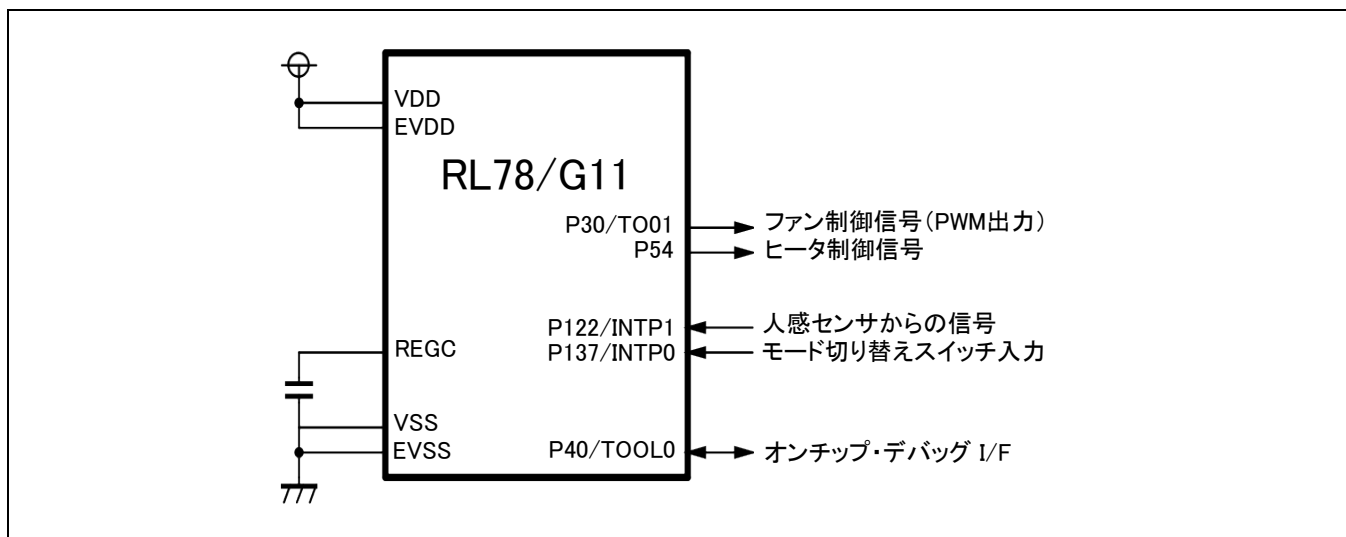 VDD
EVDD
RL78/G11
P30/TO01 ファン制御信号(PWM出力)
P54 ヒータ制御信号
P122/INTP1 人感センサからの信号
REGC P137/INTP0 モード切り替えスイッチ入力
VSS
EVSS P40/TOOL0 オンチップ・デバッグ I/F